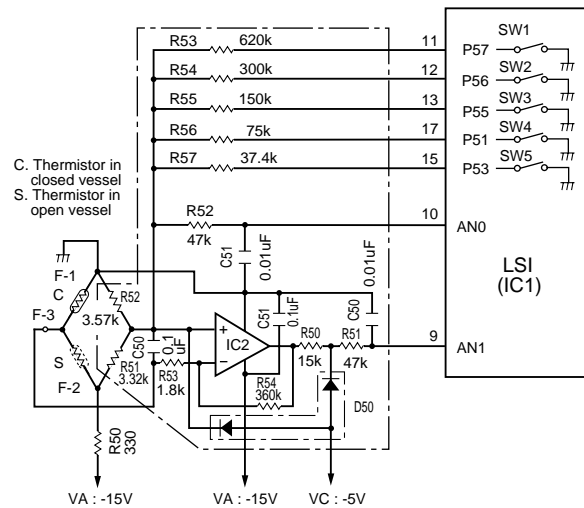 R53 620k 11 P57 SW1
R54 300k 12 P56 SW2
R55 150k 13 P55 SW3
R56 75k 17 P51 SW4
R57 37.4k 15 P53 SW5
C. Thermistor in
closed vessel
S. Thermistor in
open vessel
R52
47k
C51
0.01uF
0.01uF
10 AN0
LSI
(IC1)
F-1
C
R52
F-3
3.57k
S
R51
3.32k
F-2
C50
0.1
uF
R53
1.8k
+
−
IC2
C51
0.1uF
C50
R50
15k
R51
47k
9 AN1
R54
360k
D50
R50
330
VA : -15V
VA : -15V
VC : -5V